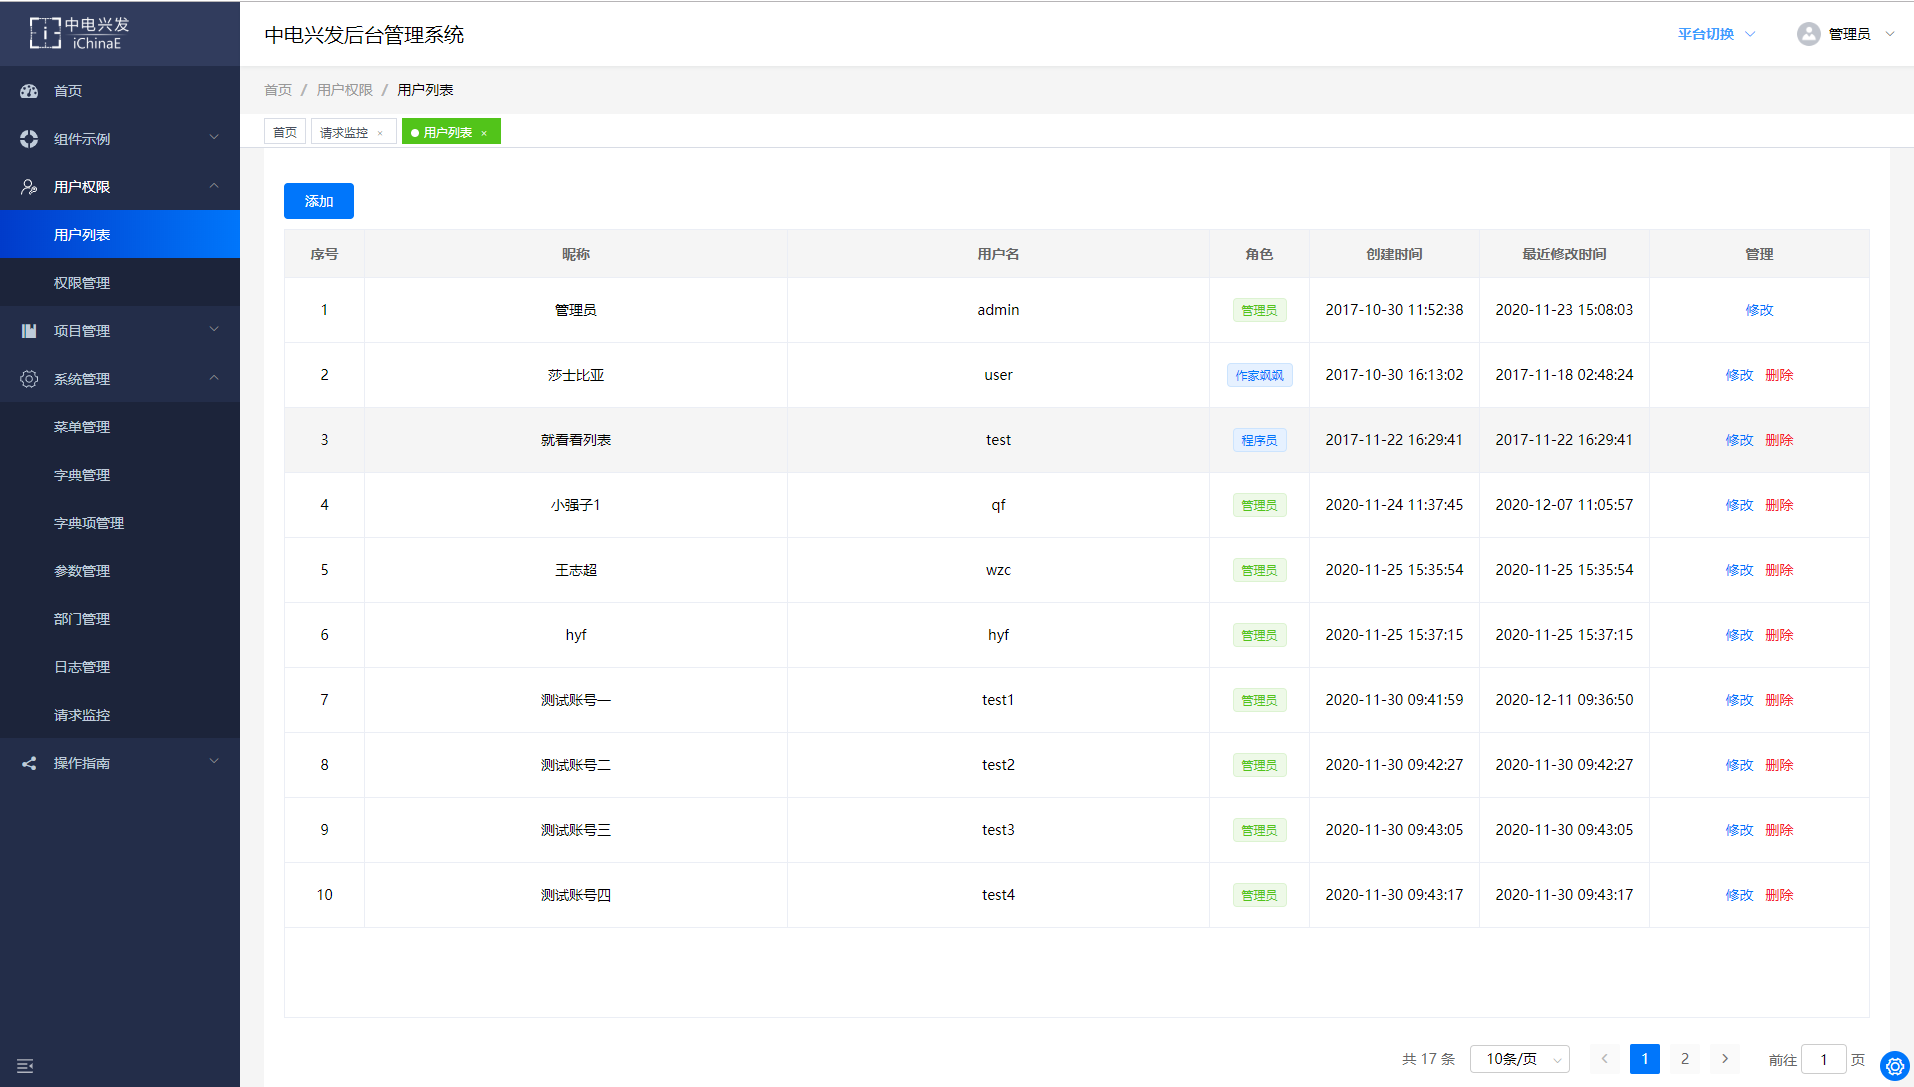 中电兴发
iChinaE
中电兴发后台管理系统
平台切换
管理员
首页
组件示例
用户权限
用户列表
权限管理
项目管理
系统管理
菜单管理
字典管理
字典项管理
参数管理
部门管理
日志管理
请求监控
操作指南
首页 / 用户权限 / 用户列表
首页 请求监控 × 用户列表 ×
添加
序号 昵称 用户名 角色 创建时间 最近修改时间 管理
1 管理员 admin 管理员 2017-10-30 11:52:38 2020-11-23 15:08:03 修改
2 莎士比亚 user 作家飒飒 2017-10-30 16:13:02 2017-11-18 02:48:24 修改 删除
3 就看看列表 test 程序员 2017-11-22 16:29:41 2017-11-22 16:29:41 修改 删除
4 小强子1 qf 管理员 2020-11-24 11:37:45 2020-12-07 11:05:57 修改 删除
5 王志超 wzc 管理员 2020-11-25 15:35:54 2020-11-25 15:35:54 修改 删除
6 hyf hyf 管理员 2020-11-25 15:37:15 2020-11-25 15:37:15 修改 删除
7 测试账号一 test1 管理员 2020-11-30 09:41:59 2020-12-11 09:36:50 修改 删除
8 测试账号二 test2 管理员 2020-11-30 09:42:27 2020-11-30 09:42:27 修改 删除
9 测试账号三 test3 管理员 2020-11-30 09:43:05 2020-11-30 09:43:05 修改 删除
10 测试账号四 test4 管理员 2020-11-30 09:43:17 2020-11-30 09:43:17 修改 删除
共 17 条 10条/页 1 2 前往 1 页